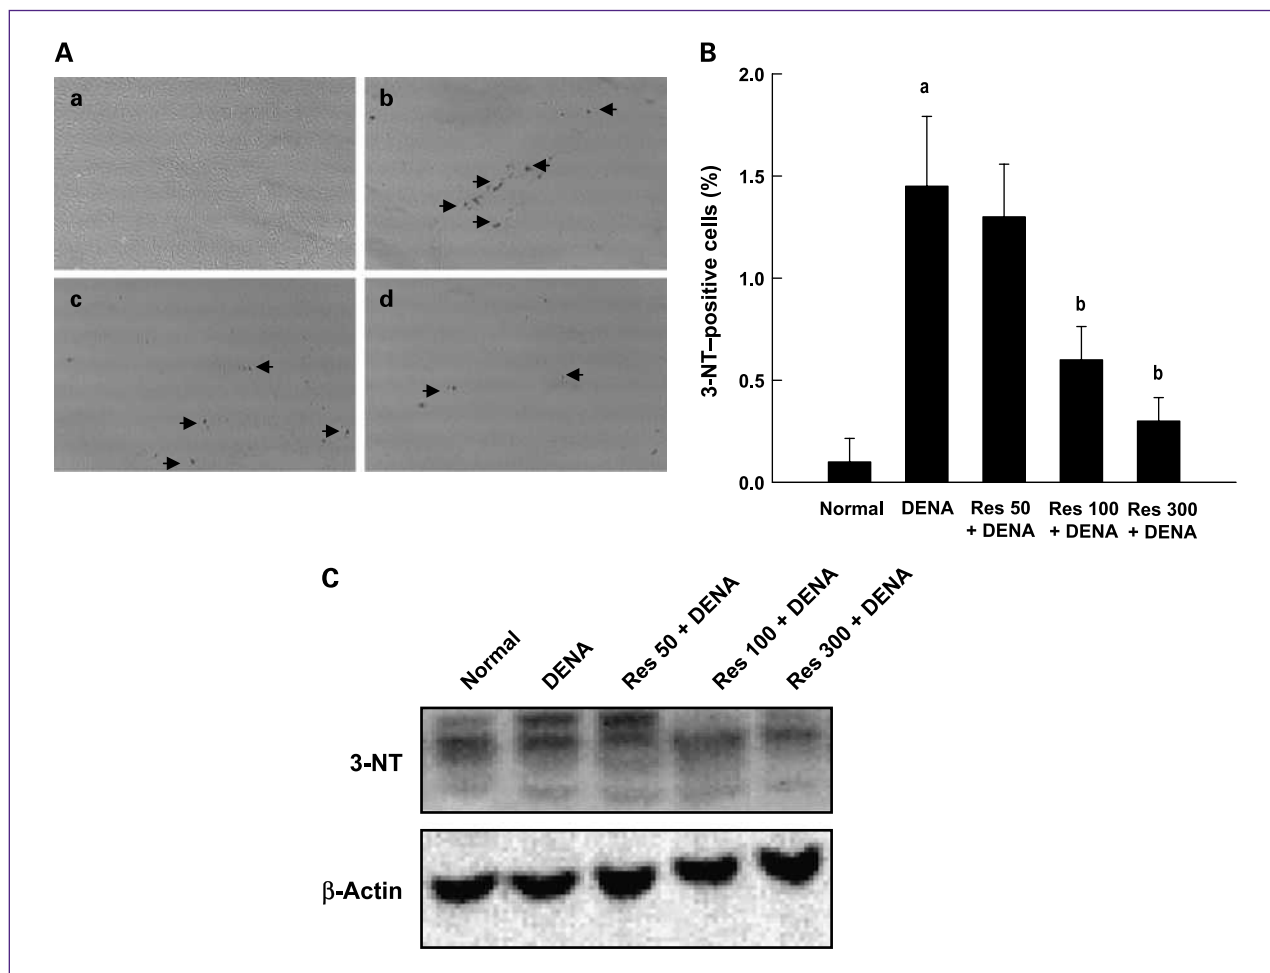 A
a
b
c
d
B
2.0
1.5
1.0
0.5
0.0
3-NT–positive cells (%)
a
b
b
Normal
DENA
Res 50
+ DENA
Res 100
+ DENA
Res 300
+ DENA
C
Normal
DENA
Res 50 + DENA
Res 100 + DENA
Res 300 + DENA
3-NT
β-Actin